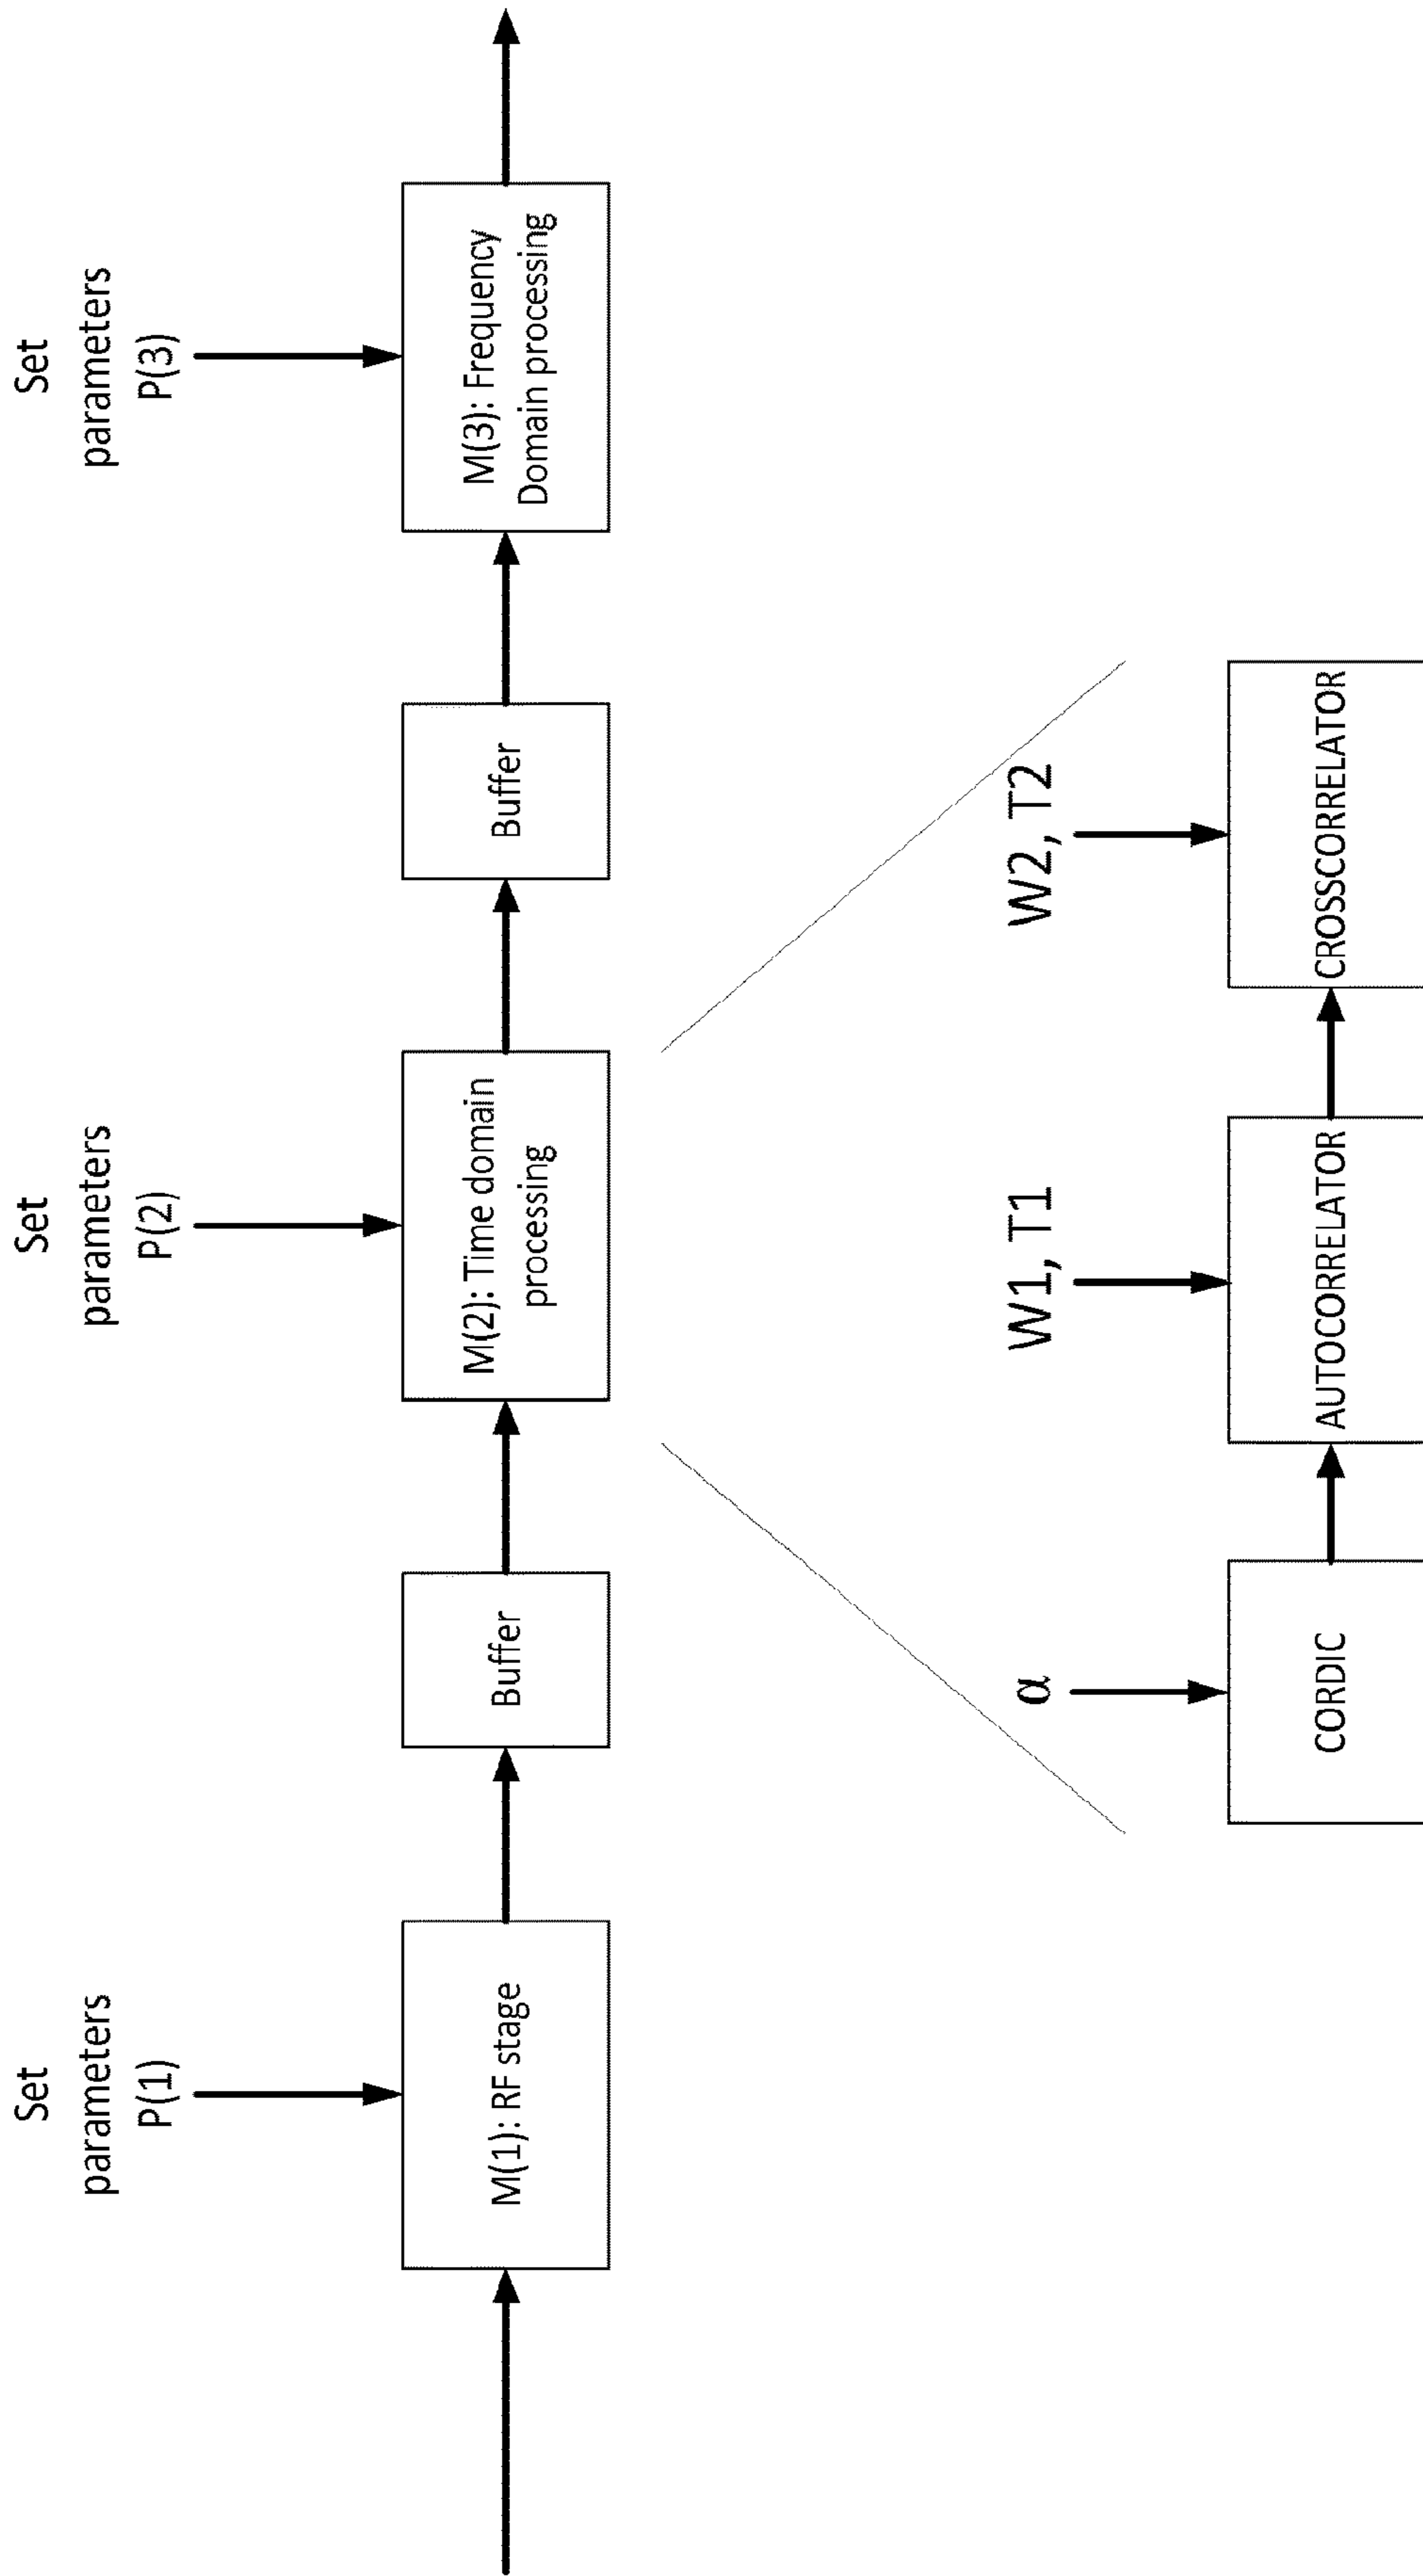 Set
parameters
P(1)
Set
parameters
P(2)
Set
parameters
P(3)
M(1): RF stage
Buffer
M(2): Time domain
processing
Buffer
M(3): Frequency
Domain processing
α
W1, T1
W2, T2
CORDIC
AUTOCORRELATOR
CROSSCORRELATOR